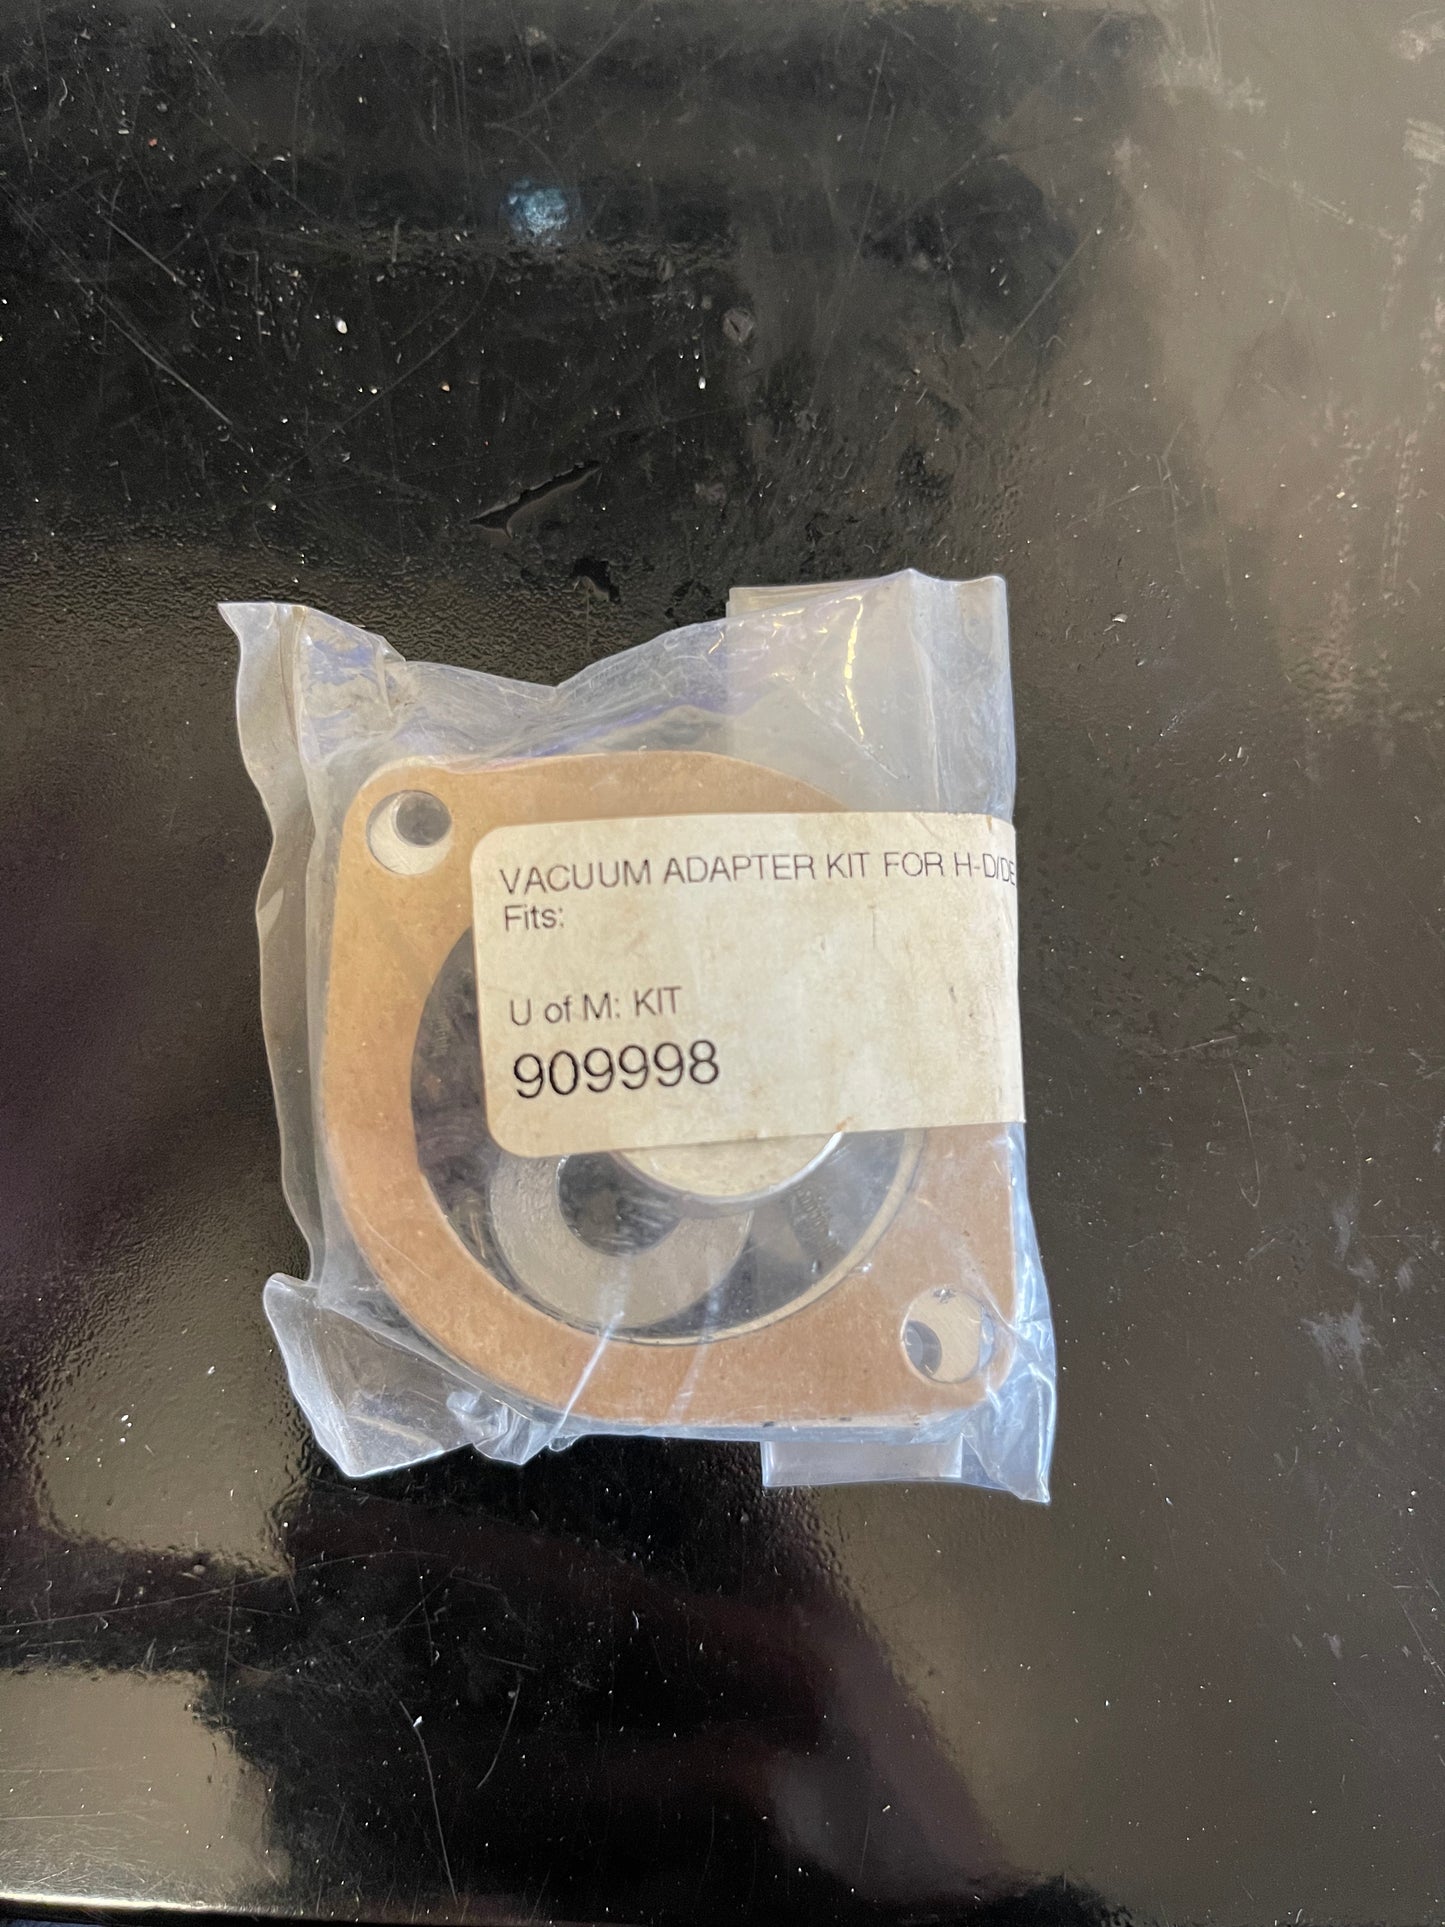 VACUUM ADAPTER KIT FOR H-D/DE
Fits:
U of M: KIT
909998